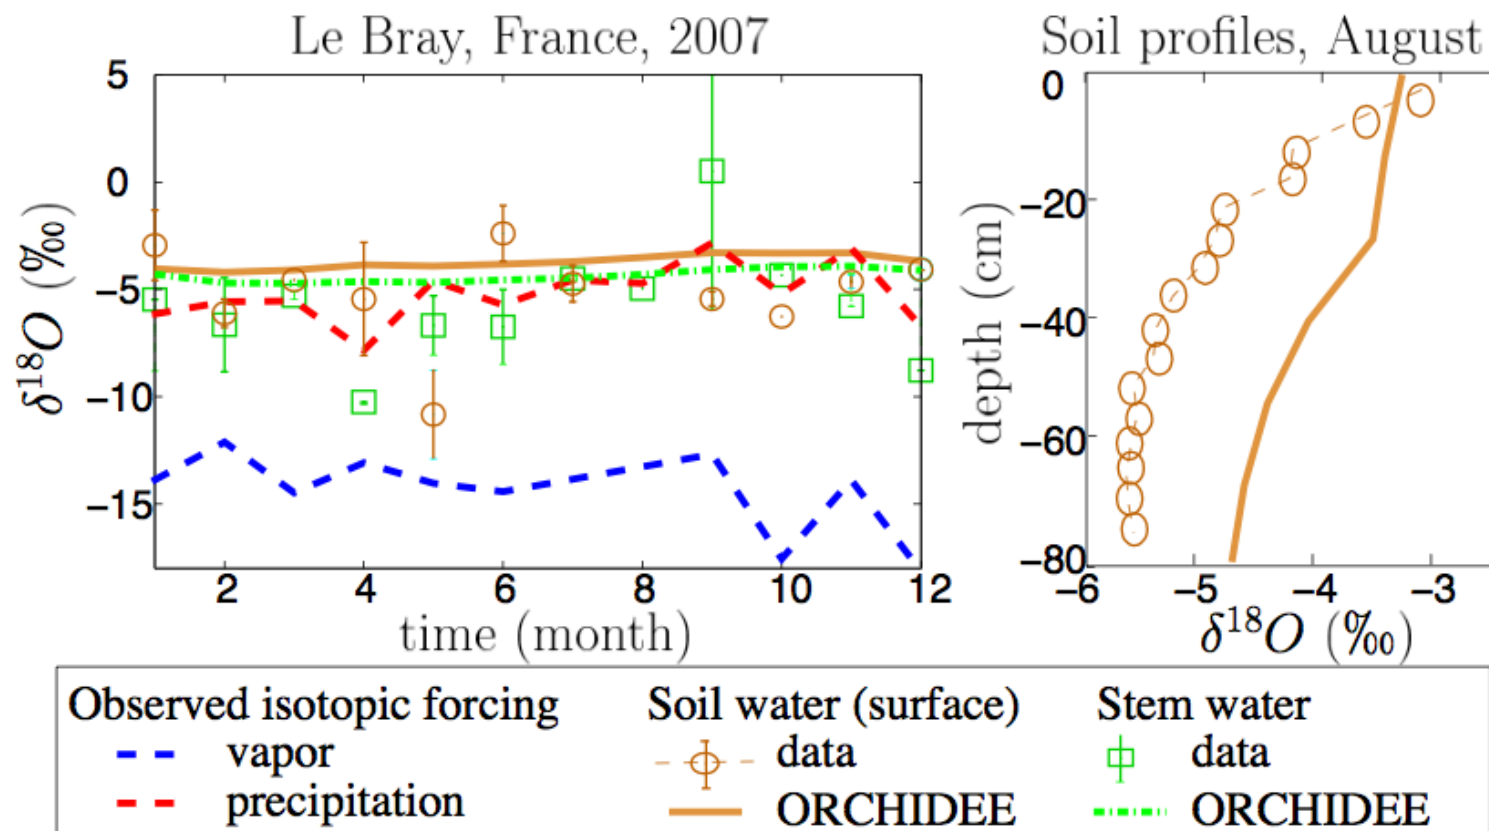 Le Bray, France, 2007
5
0
−5
−10
−15
2
4
6
8
10
12
δ18O (‰)
time (month)
Soil profiles, August
0
−20
−40
−60
−80
−6
−5
−4
−3
depth (cm)
δ18O (‰)
Observed isotopic forcing
vapor
precipitation
Soil water (surface)
data
ORCHIDEE
Stem water
data
ORCHIDEE